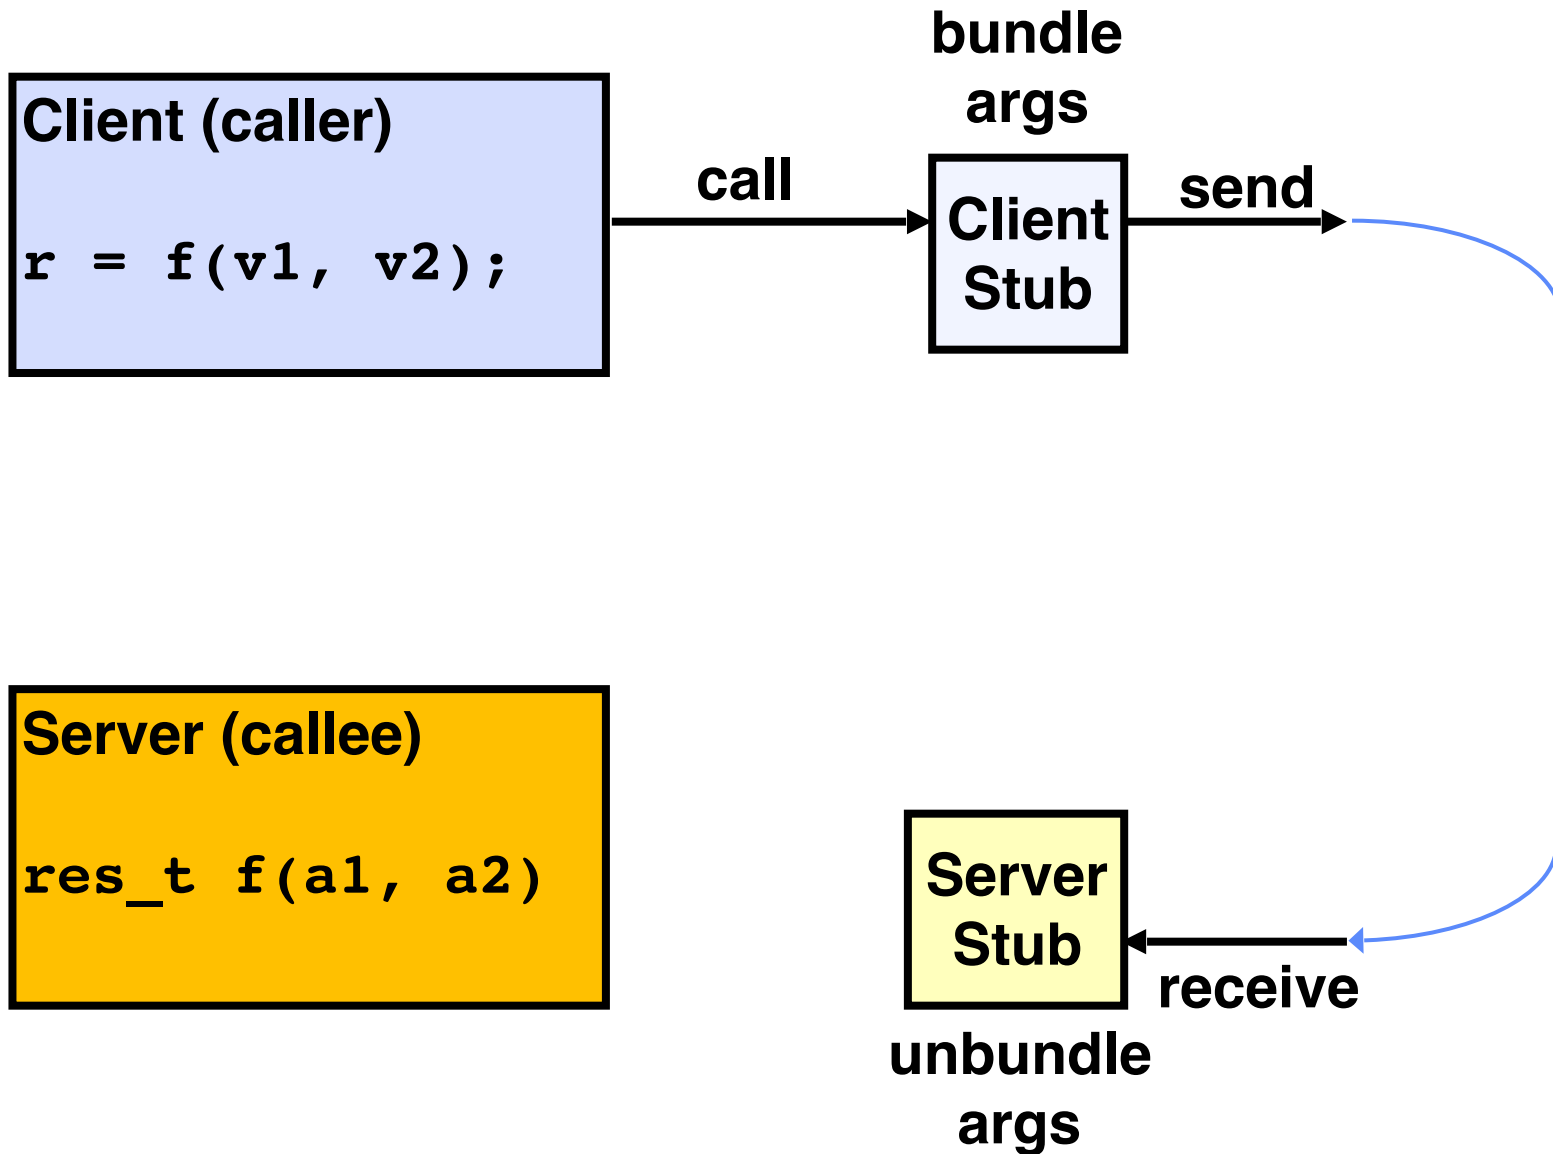 bundle
args
Client (caller)
call
send
Client
Stub
r = f(v1, v2);
Server (callee)
res_t f(a1, a2)
Server
Stub
receive
unbundle
args